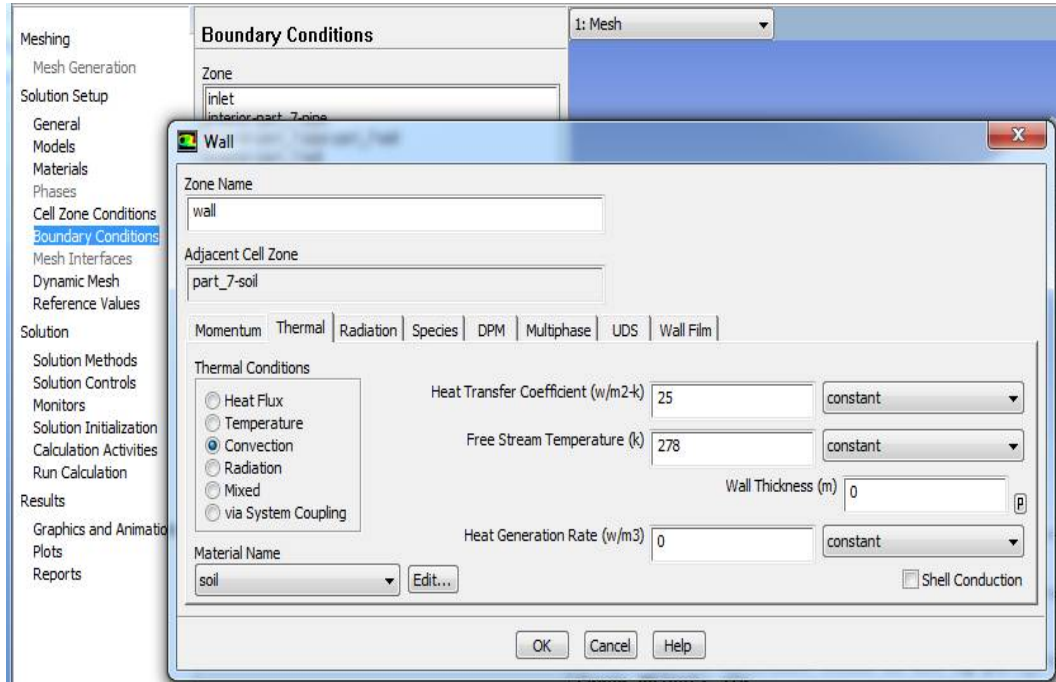 Meshing
Mesh Generation
Solution Setup
General
Models
Materials
Phases
Cell Zone Conditions
Boundary Conditions
Mesh Interfaces
Dynamic Mesh
Reference Values
Solution
Solution Methods
Solution Controls
Monitors
Solution Initialization
Calculation Activities
Run Calculation
Results
Graphics and Animatio
Plots
Reports
Boundary Conditions
Zone
inlet
interior-part_7-pipe
1: Mesh
Wall
Zone Name
wall
Adjacent Cell Zone
part_7-soil
Momentum Thermal Radiation Species DPM Multiphase UDS Wall Film
Thermal Conditions
Heat Flux
Temperature
Convection
Radiation
Mixed
via System Coupling
Material Name
soil Edit...
Heat Transfer Coefficient (w/m2-k) 25 constant
Free Stream Temperature (k) 278 constant
Wall Thickness (m) 0 P
Heat Generation Rate (w/m3) 0 constant
Shell Conduction
OK Cancel Help